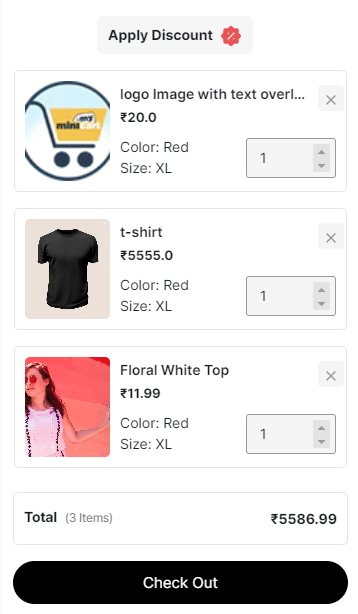 Apply Discount
logo Image with text overl...
₹20.0
Color: Red
Size: XL
1
my
minicart
t-shirt
₹5555.0
Color: Red
Size: XL
1
Floral White Top
₹11.99
Color: Red
Size: XL
1
Total (3 Items)
₹5586.99
Check Out